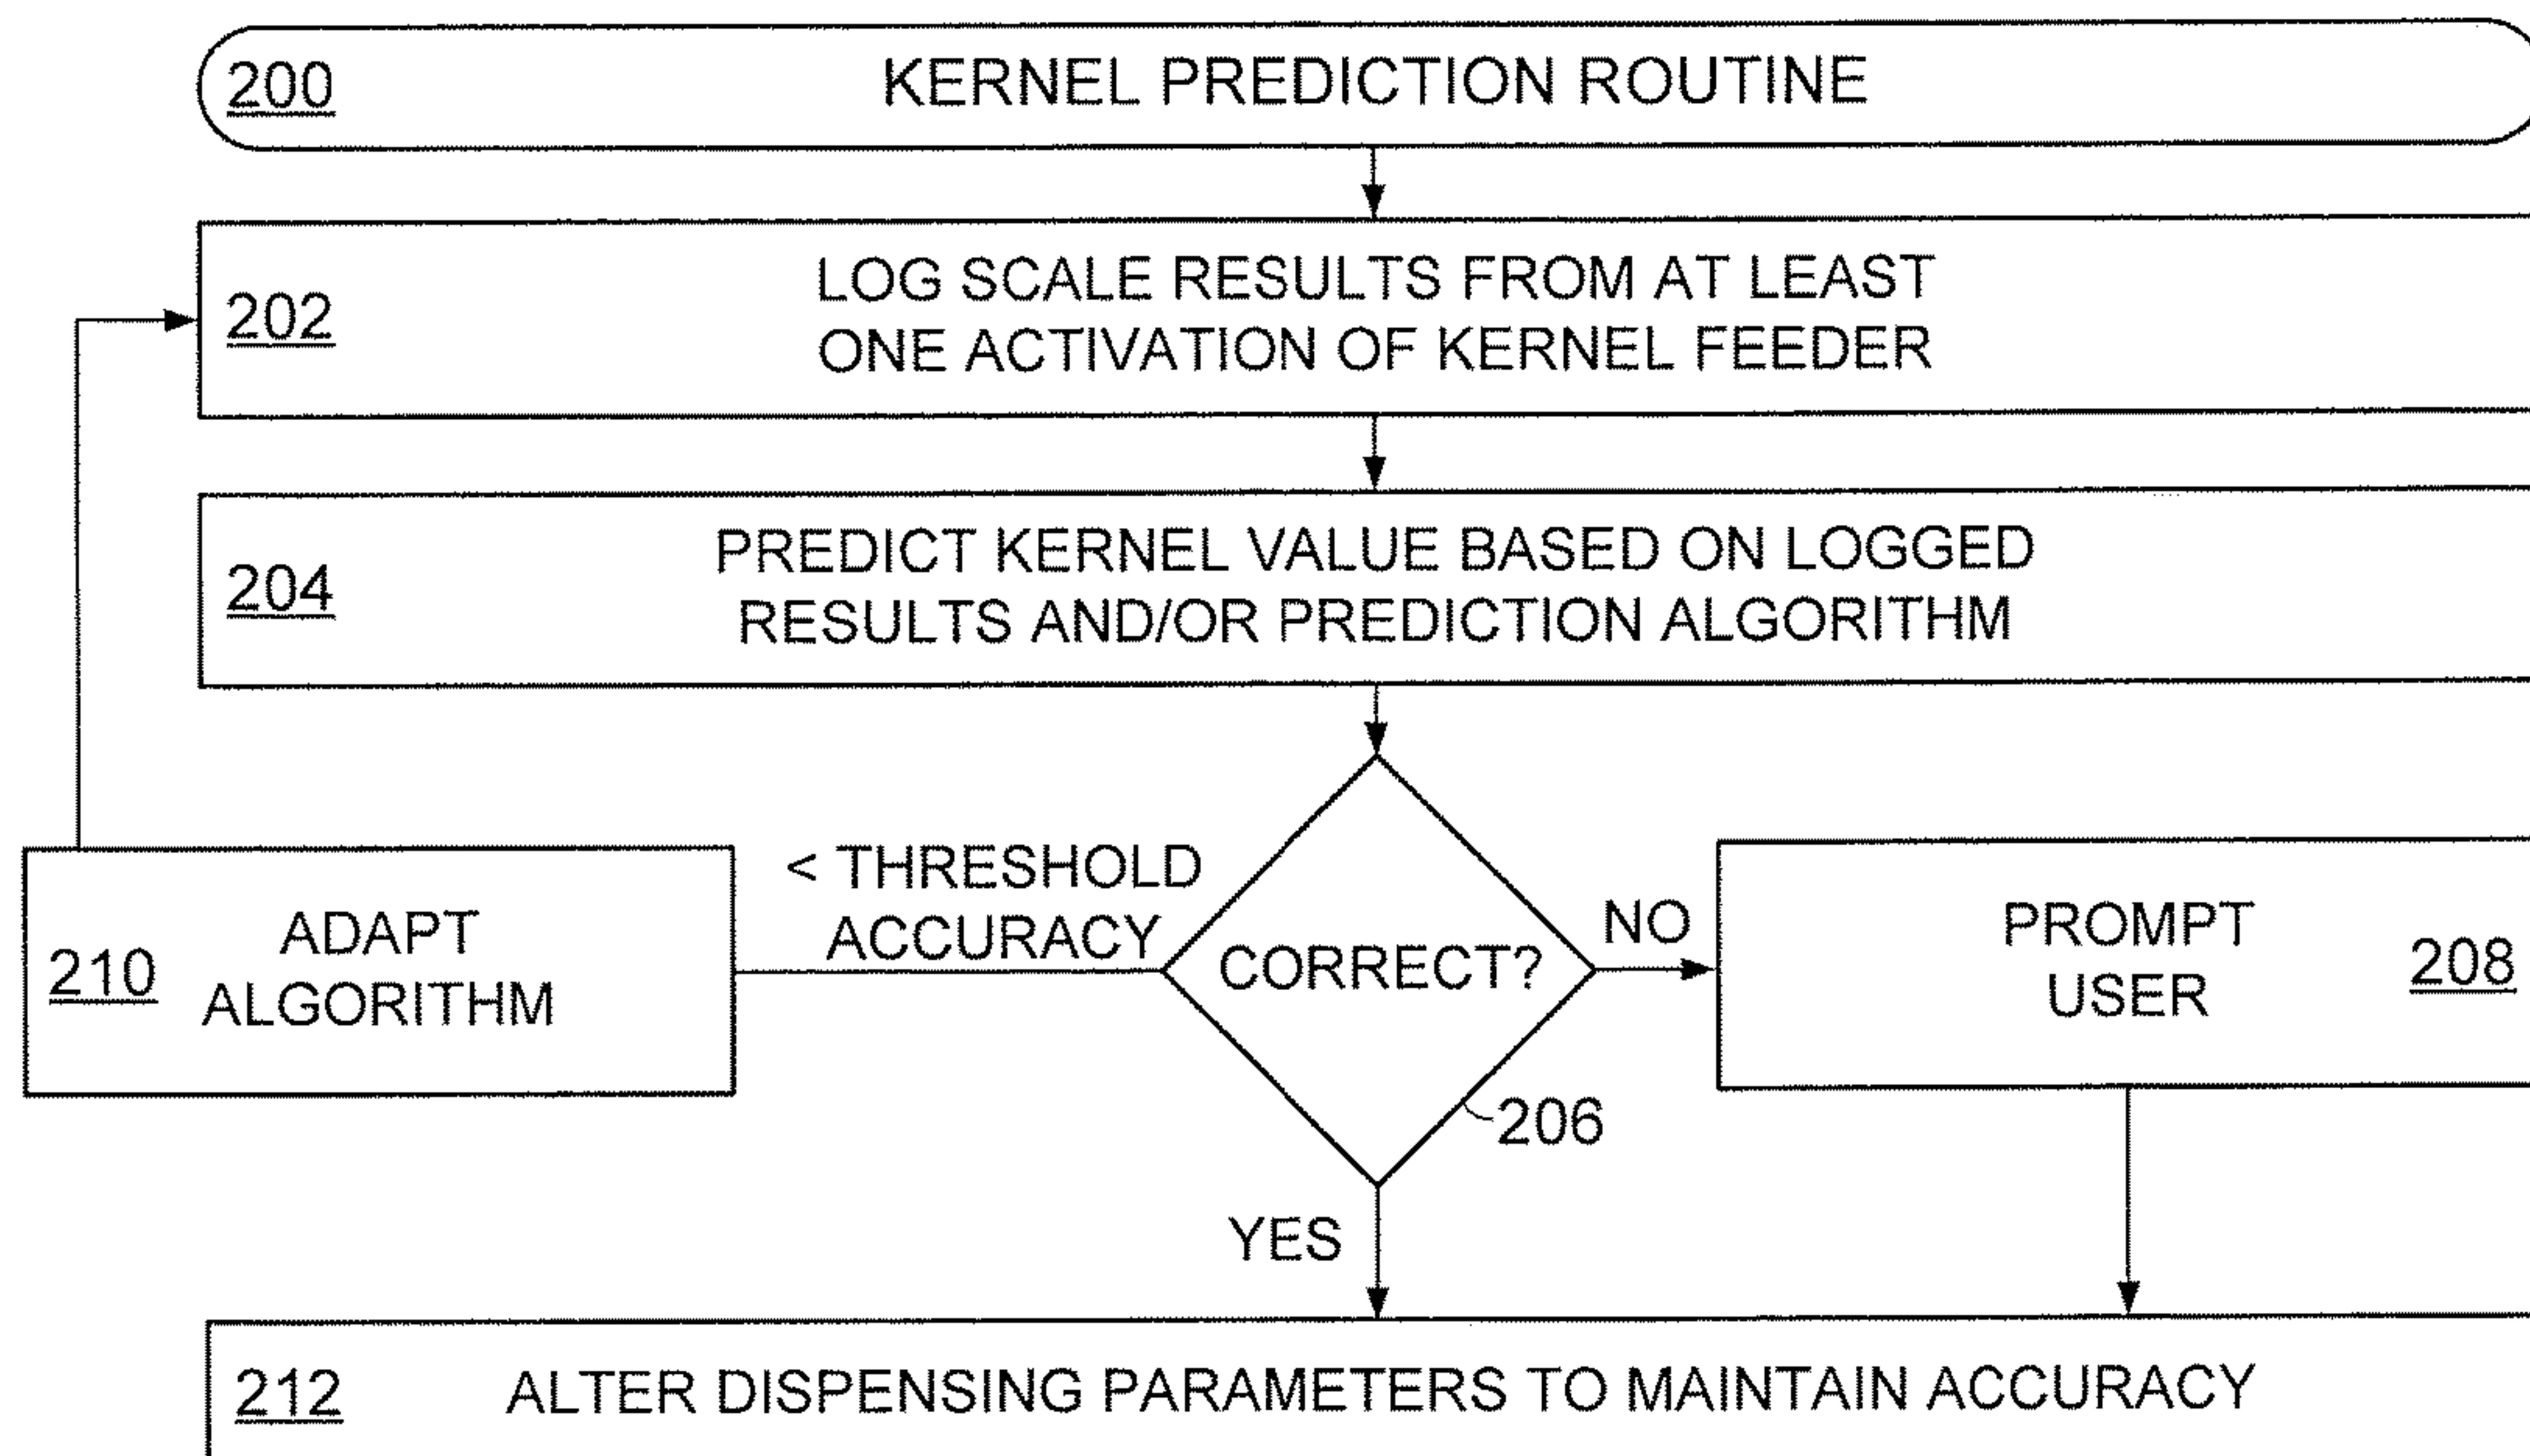 200 KERNEL PREDICTION ROUTINE
202
LOG SCALE RESULTS FROM AT LEAST
ONE ACTIVATION OF KERNEL FEEDER
204
PREDICT KERNEL VALUE BASED ON LOGGED
RESULTS AND/OR PREDICTION ALGORITHM
210
ADAPT
ALGORITHM
< THRESHOLD
ACCURACY
CORRECT?
206
NO
PROMPT
USER
208
YES
212 ALTER DISPENSING PARAMETERS TO MAINTAIN ACCURACY